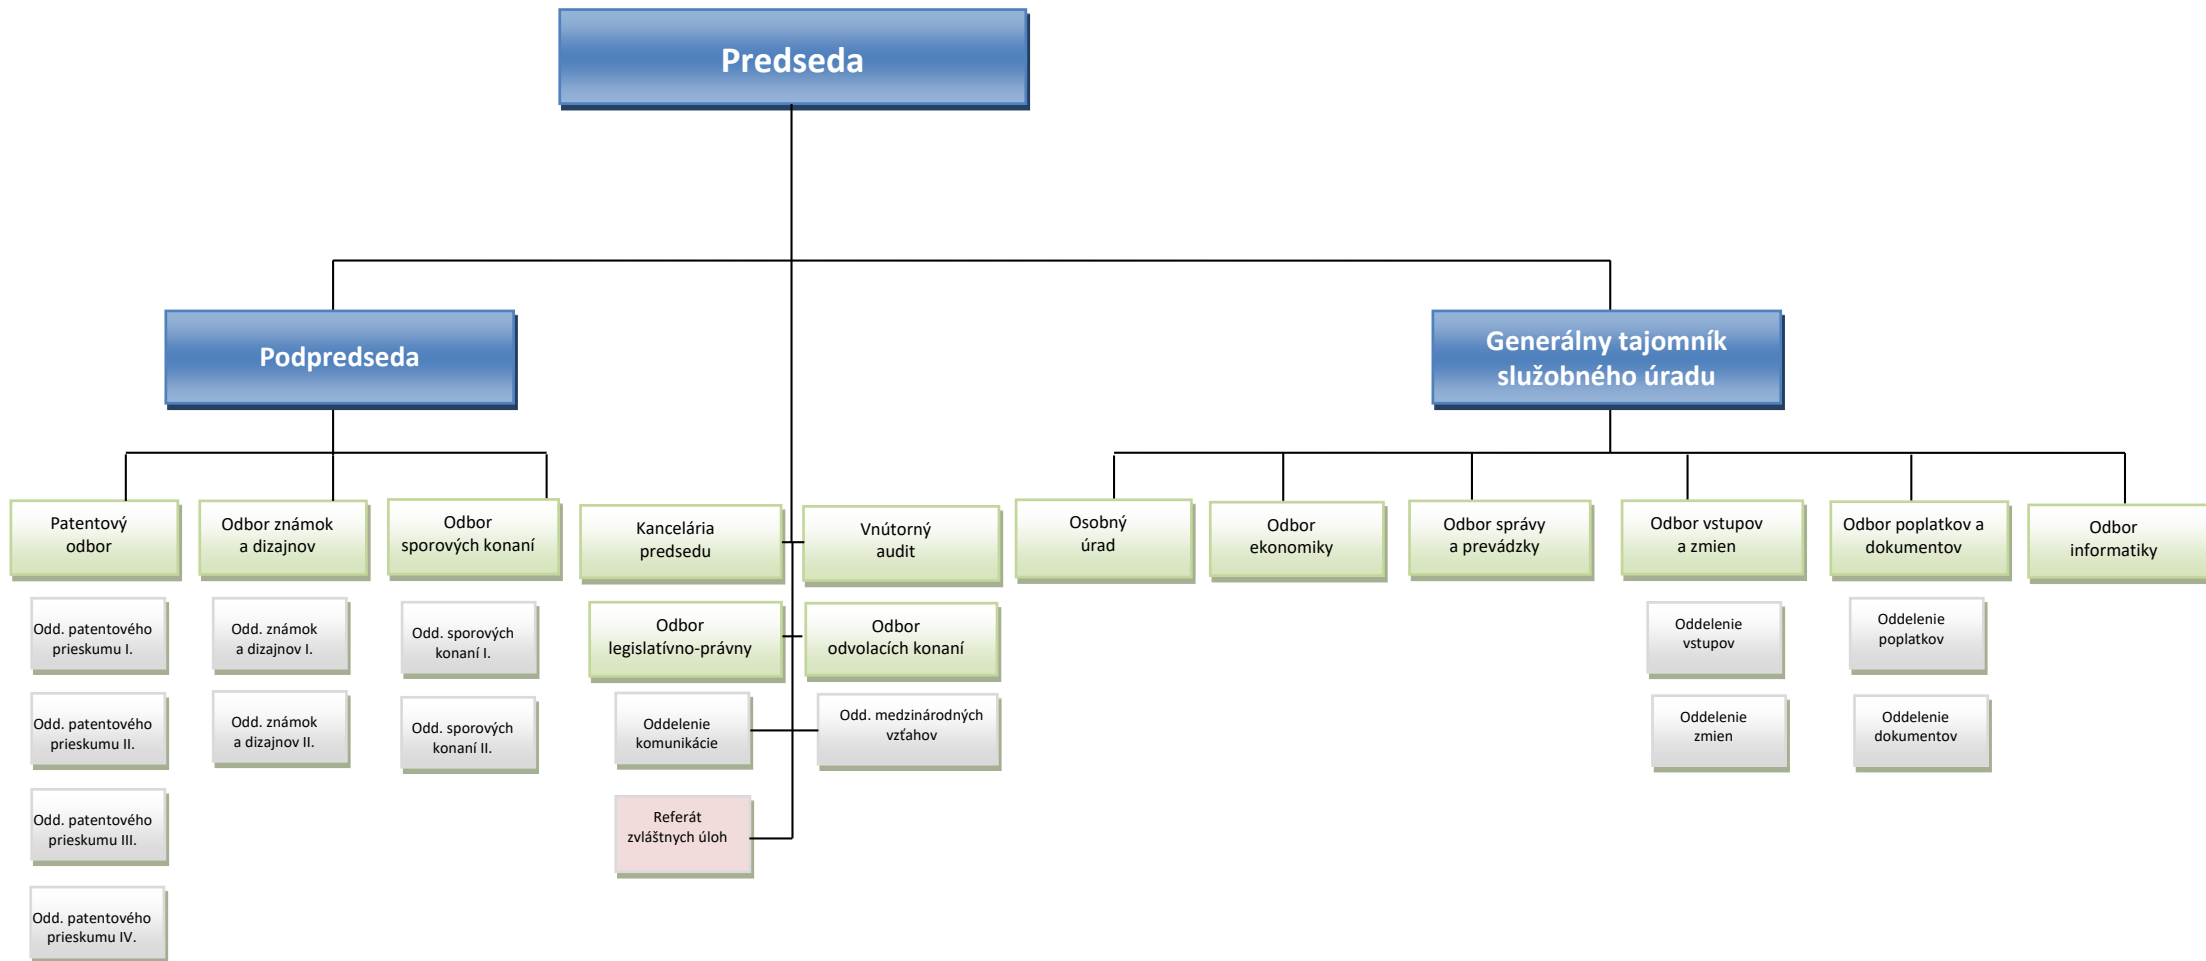 Predseda
Podpredseda
Generálny tajomník
služobného úradu
Patentový
odbor
Odbor známok
a dizajnov
Odbor
sporových konaní
Kancelária
predsedu
Vnútorný
audit
Osobný
úrad
Odbor
ekonomiky
Odbor správy
a prevádzky
Odbor vstupov
a zmien
Odbor poplatkov a
dokumentov
Odbor
informatiky
Odd. patentového
prieskumu I.
Odd. známok
a dizajnov I.
Odd. sporových
konaní I.
Odbor
legislatívno-právny
Odbor
odvolacích konaní
Oddelenie
vstupov
Oddelenie
poplatkov
Odd. patentového
prieskumu II.
Odd. známok
a dizajnov II.
Odd. sporových
konaní II.
Oddelenie
komunikácie
Odd. medzinárodných
vzťahov
Oddelenie
zmien
Oddelenie
dokumentov
Odd. patentového
prieskumu III.
Referát
zvláštnych úloh
Odd. patentového
prieskumu IV.